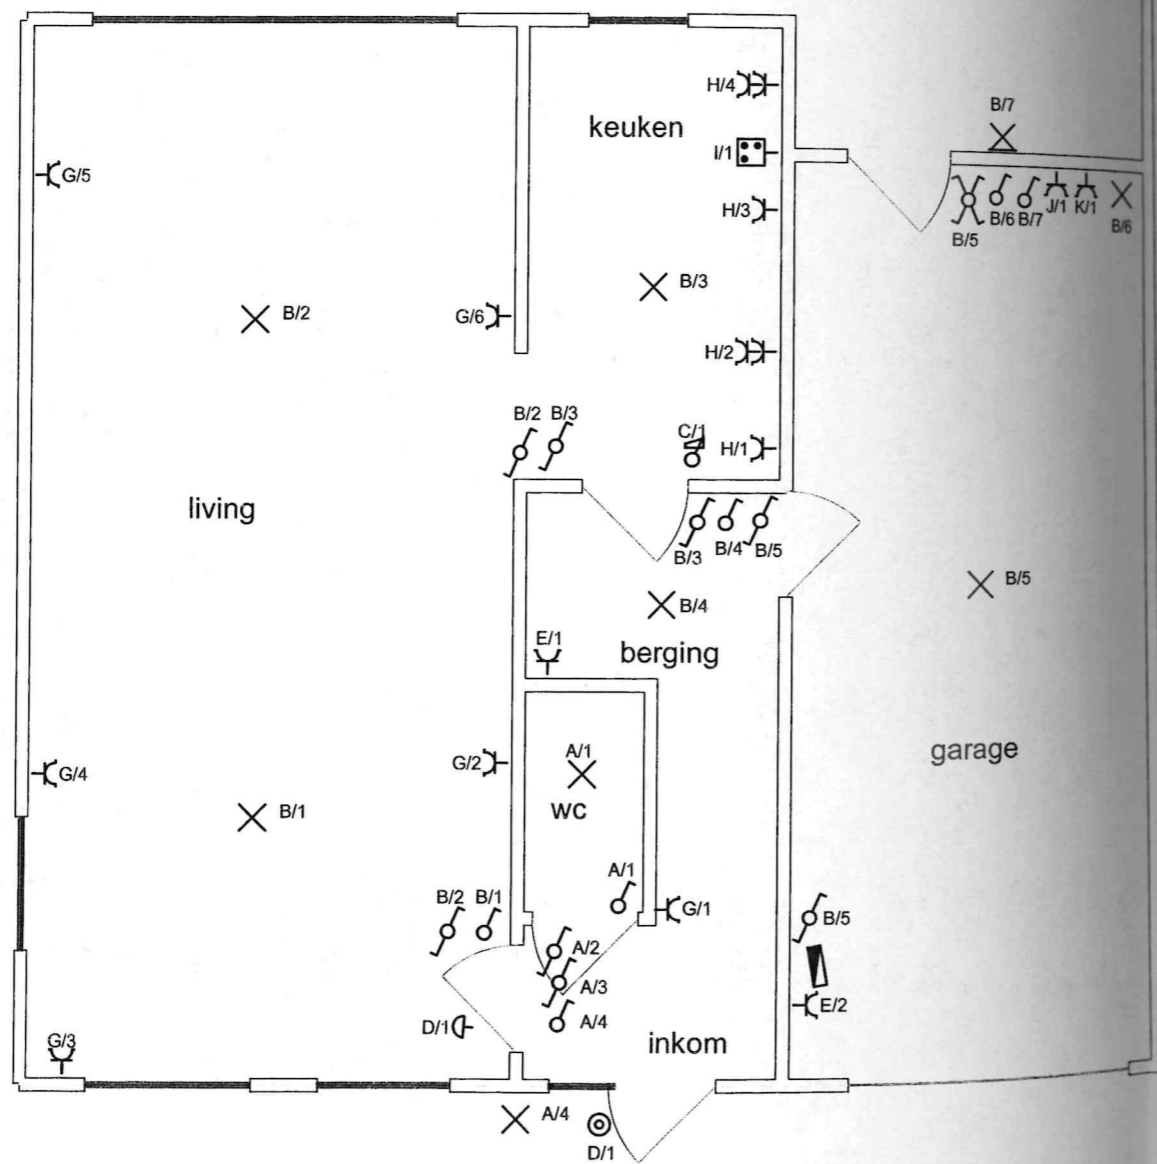 B/7
H/4
keuken
I/1
G/5
H/3
B/5
B/6
B/7
J/1
K/1
B/6
B/3
B/2
G/6
H/2
B/2
B/3
C/1
H/1
living
B/3
B/4
B/5
B/5
B/4
E/1
berging
A/1
garage
G/4
G/2
B/1
WC
A/1
B/2
B/1
G/1
B/5
A/2
A/3
A/4
E/2
D/1
G/3
inkom
A/4
D/1